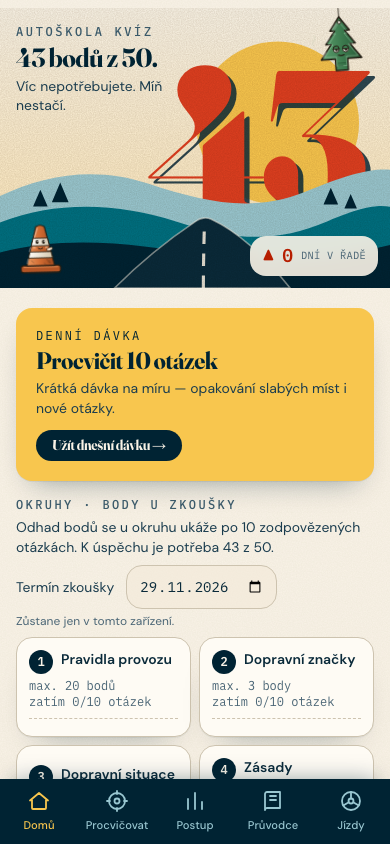 AUTOŠKOLA KVÍZ
43 bodů z 50.
Víc nepotřebujete. Míň
nestačí.
43
▲ 0 DNÍ V ŘADĚ
DENNÍ DÁVKA
Procvičit 10 otázek
Krátká dávka na míru — opakování slabých míst i
nové otázky.
Užít dnešní dávku →
OKRUHY · BODY U ZKOUŠKY
Odhad bodů se u okruhu ukáže po 10 zodpovězených
otázkách. K úspěchu je potřeba 43 z 50.
Termín zkoušky 29.11.2026
Zůstane jen v tomto zařízení.
1 Pravidla provozu
max. 20 bodů
zatím 0/10 otázek
2 Dopravní značky
max. 3 body
zatím 0/10 otázek
3 Dopravní situace
4 Zásady
Domů Procvičovat Postup Průvodce Jízdy